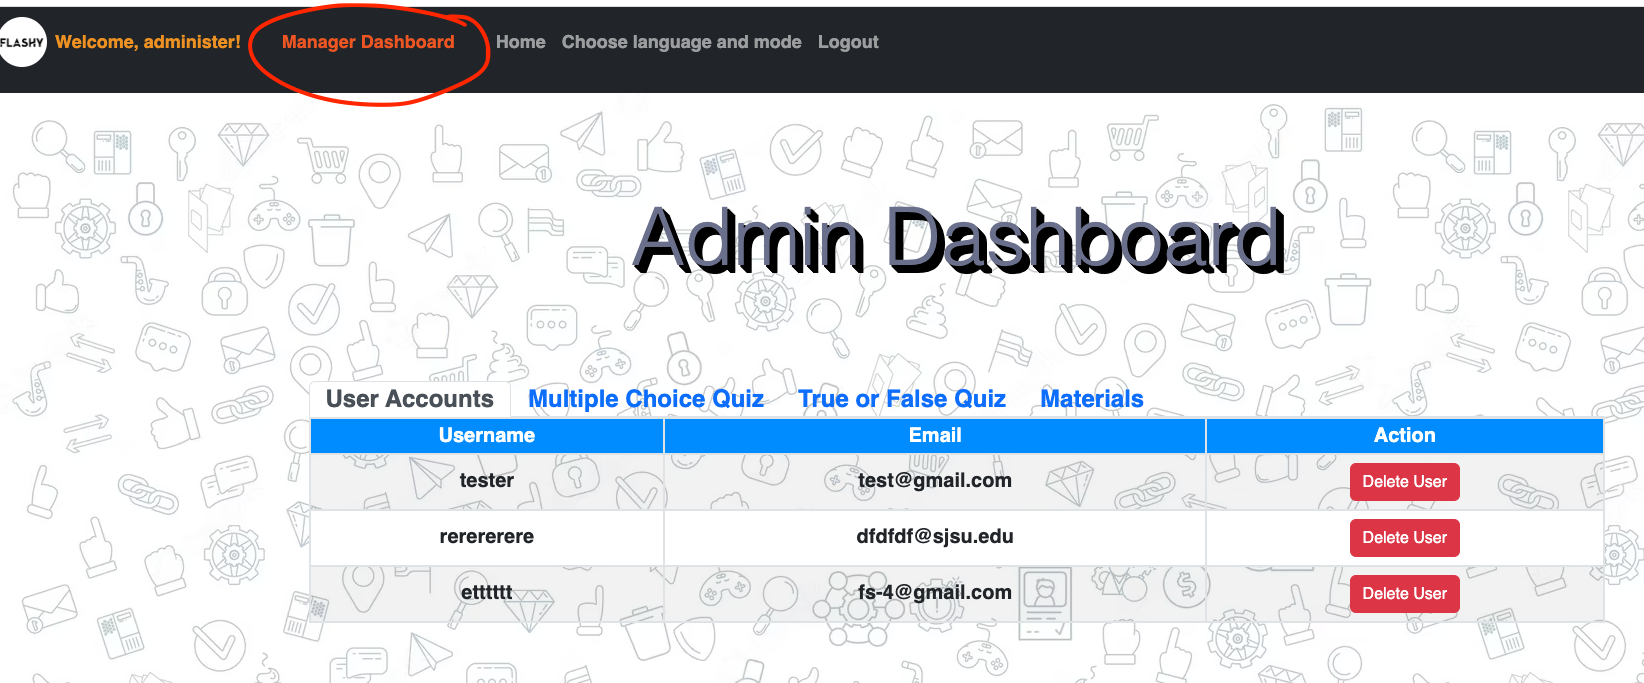 FLASHY Welcome, administer! Manager Dashboard Home Choose language and mode Logout
Admin Dashboard
User Accounts Multiple Choice Quiz True or False Quiz Materials
Username Email Action
tester test@gmail.com Delete User
rerererere dfdfdf@sjsu.edu Delete User
etttttt fs-4@gmail.com Delete User